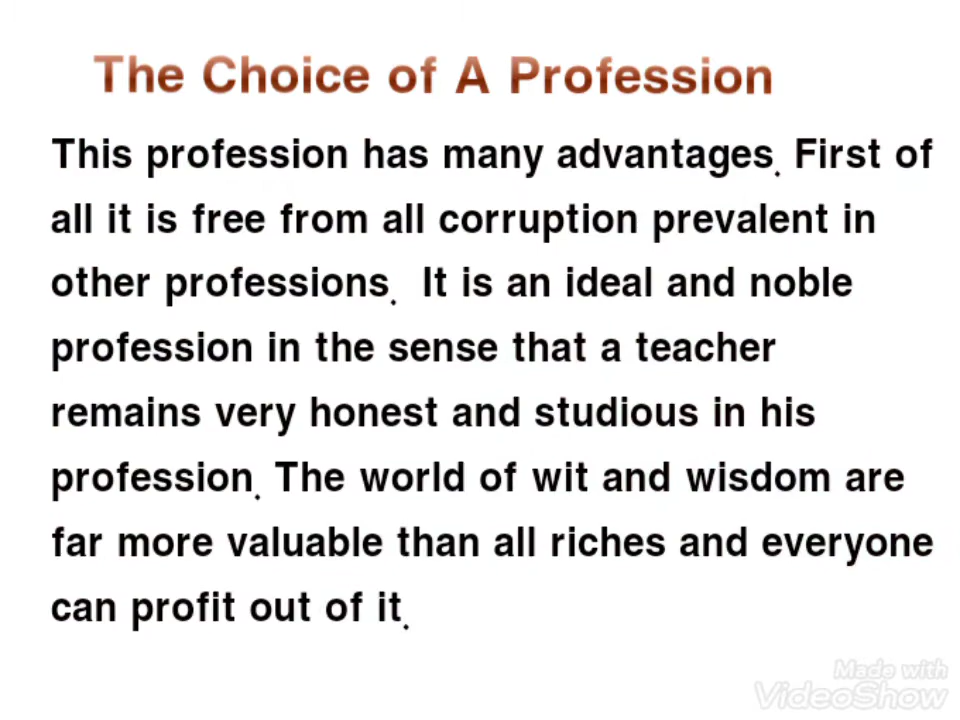 The Choice of A Profession
This profession has many advantages. First of
all it is free from all corruption prevalent in
other professions. It is an ideal and noble
profession in the sense that a teacher
remains very honest and studious in his
profession. The world of wit and wisdom are
far more valuable than all riches and everyone
can profit out of it.
Made with
VideoShow